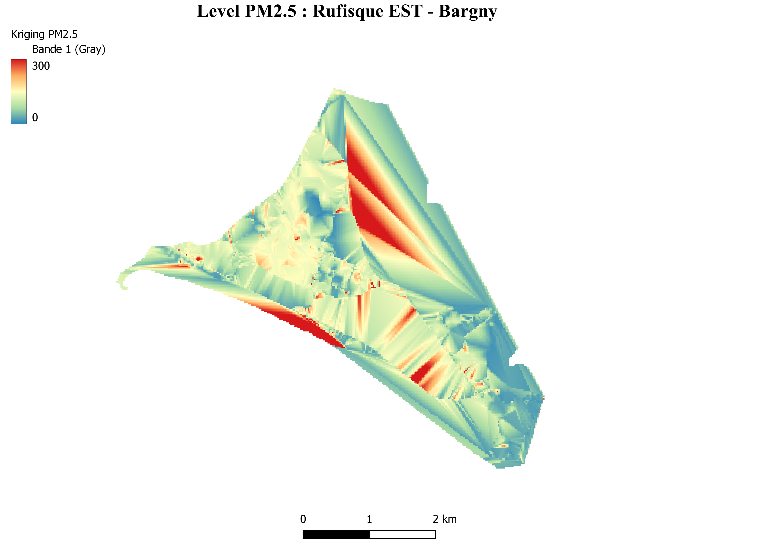 Level PM2.5 : Rufisque EST - Bargny
Kriging PM2.5
Bande 1 (Gray)
300
0
0 1 2 km